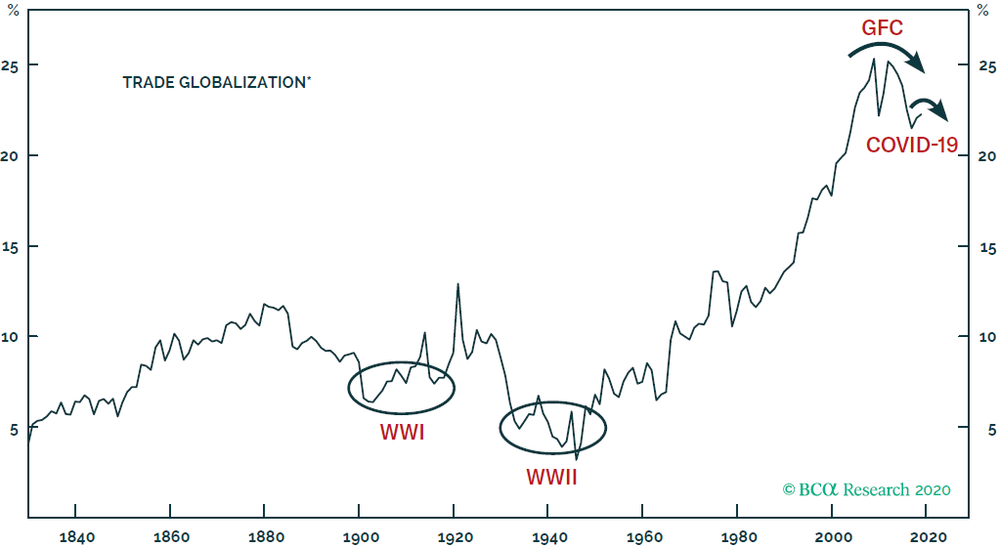 % %
GFC
TRADE GLOBALIZATION*
25 25
COVID-19
20 20
15 15
10 10
5 5
WWI
WWII
© BCα Research 2020
1840 1860 1880 1900 1920 1940 1960 1980 2000 2020